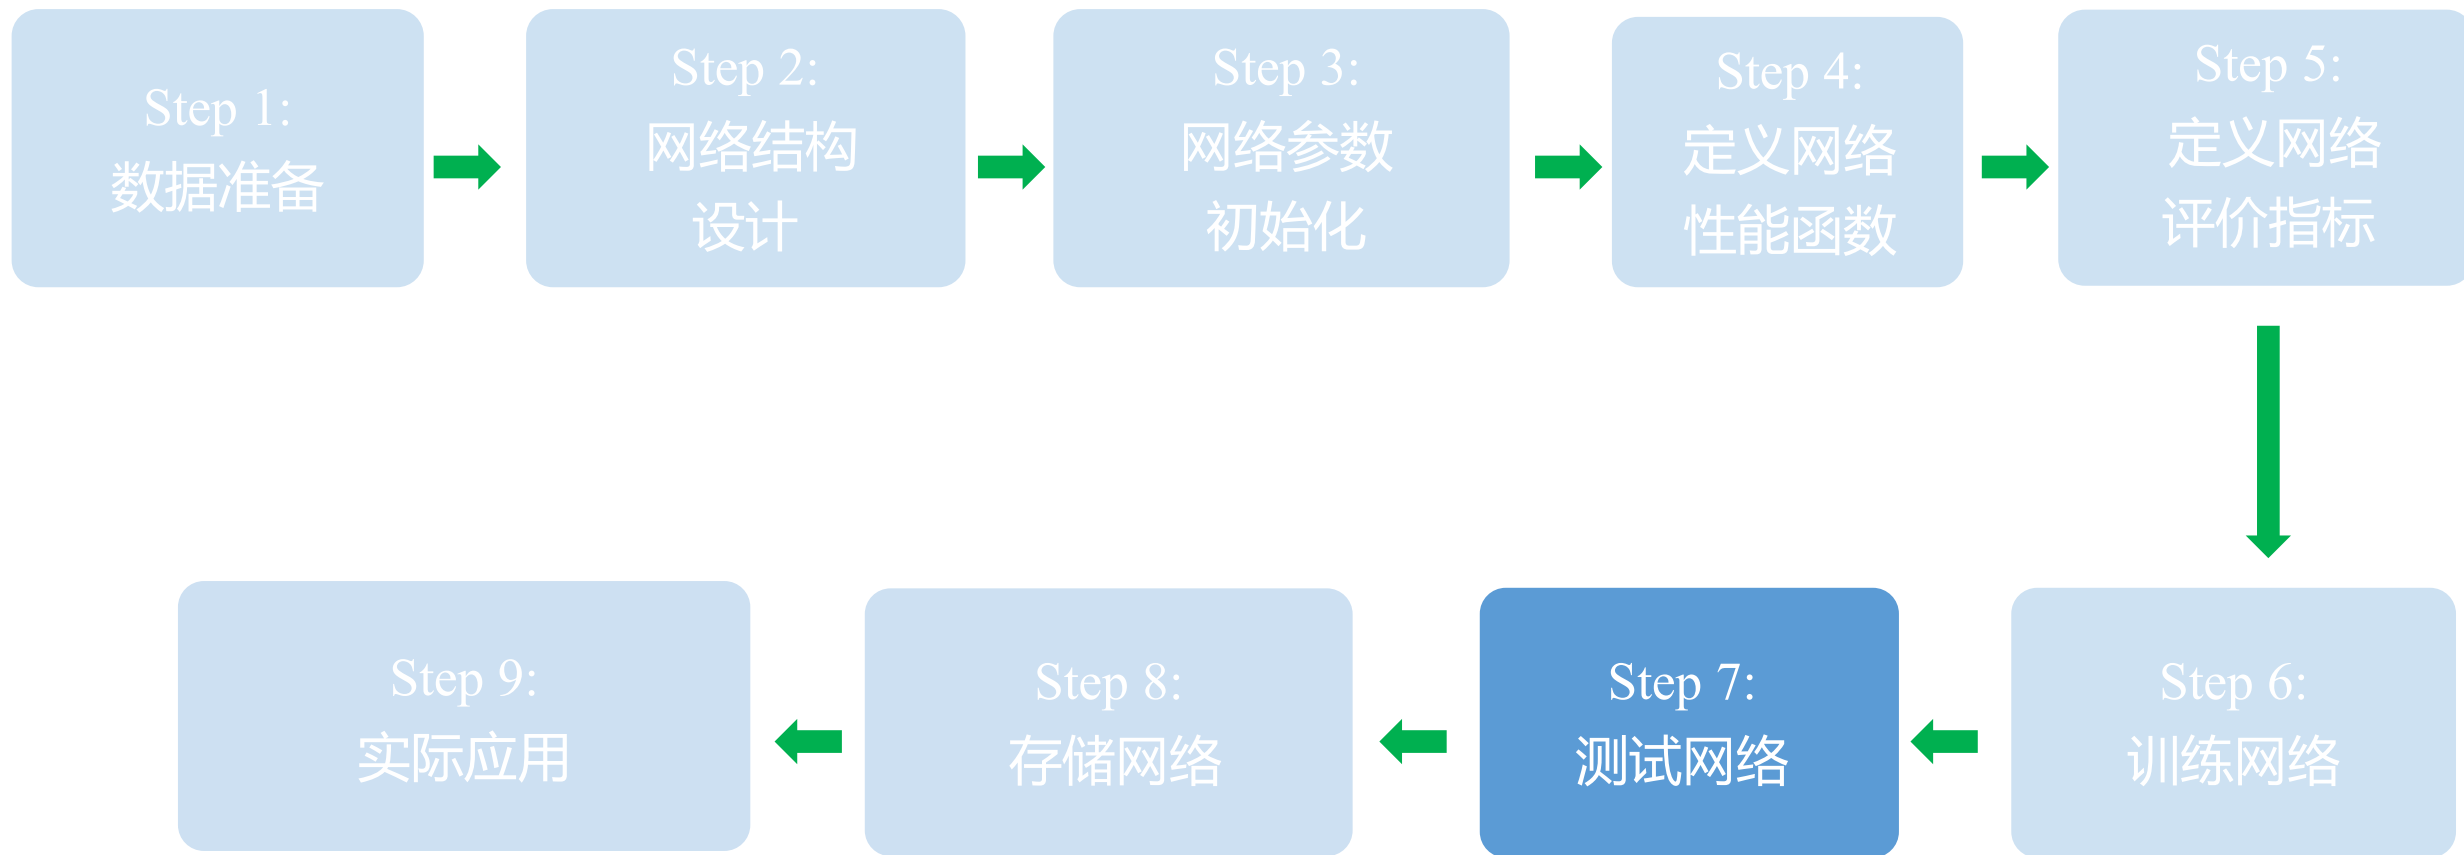 Step 1:
数据准备
Step 2:
网络结构
设计
Step 3:
网络参数
初始化
Step 4:
定义网络
性能函数
Step 5:
定义网络
评价指标
Step 6:
训练网络
Step 7:
测试网络
Step 8:
存储网络
Step 9:
实际应用